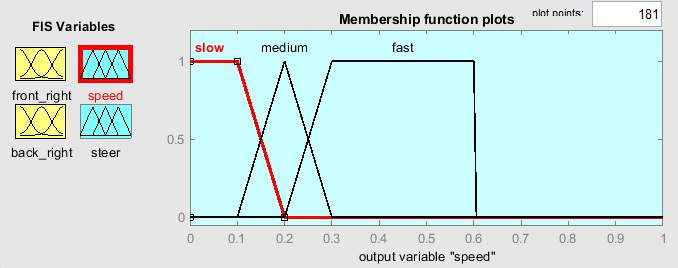 FIS Variables
Membership function plots
plot points:
181
front_right
speed
back_right
steer
slow
medium
fast
1
0.5
0
0 0.1 0.2 0.3 0.4 0.5 0.6 0.7 0.8 0.9 1
output variable "speed"